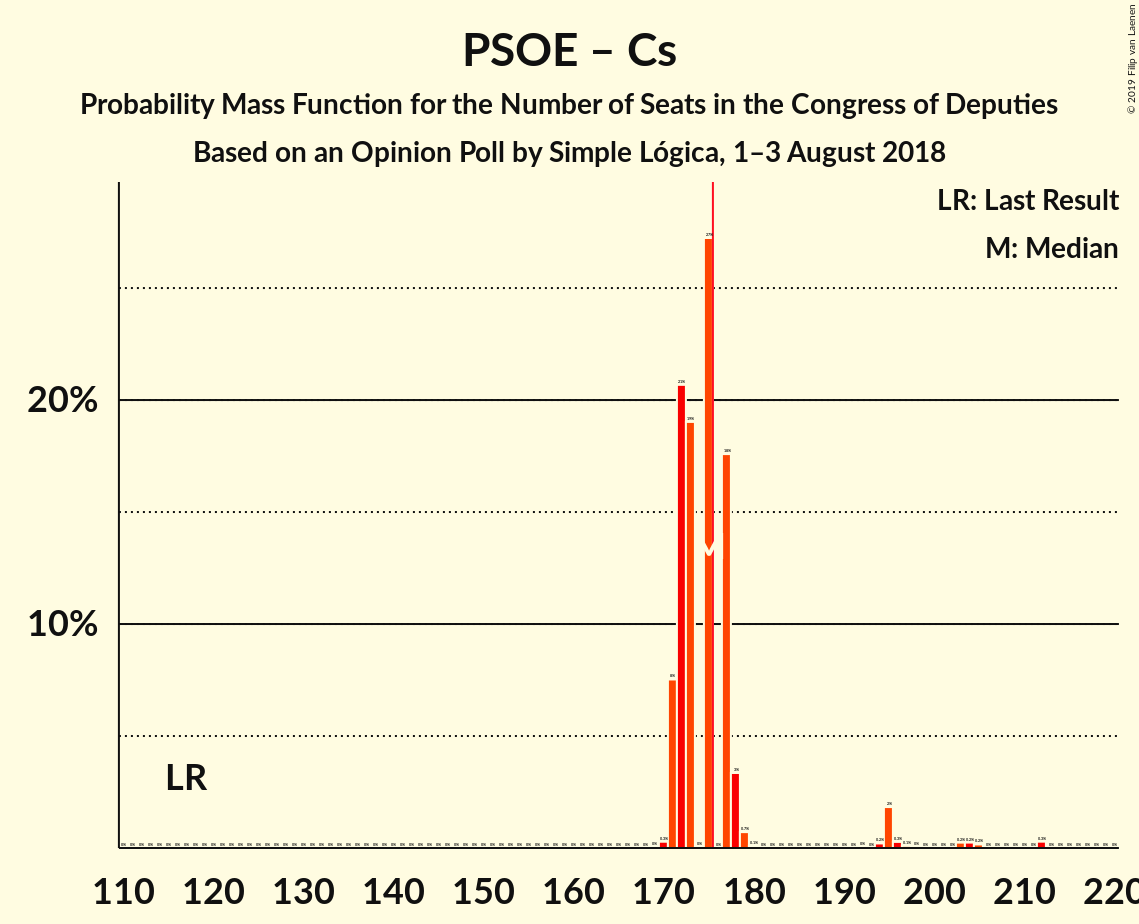 PSOE – Cs
Probability Mass Function for the Number of Seats in the Congress of Deputies
Based on an Opinion Poll by Simple Lógica, 1–3 August 2018
© 2019 Filip van Laenen
LR: Last Result
M: Median
20%
10%
LR
M
110 120 130 140 150 160 170 180 190 200 210 220